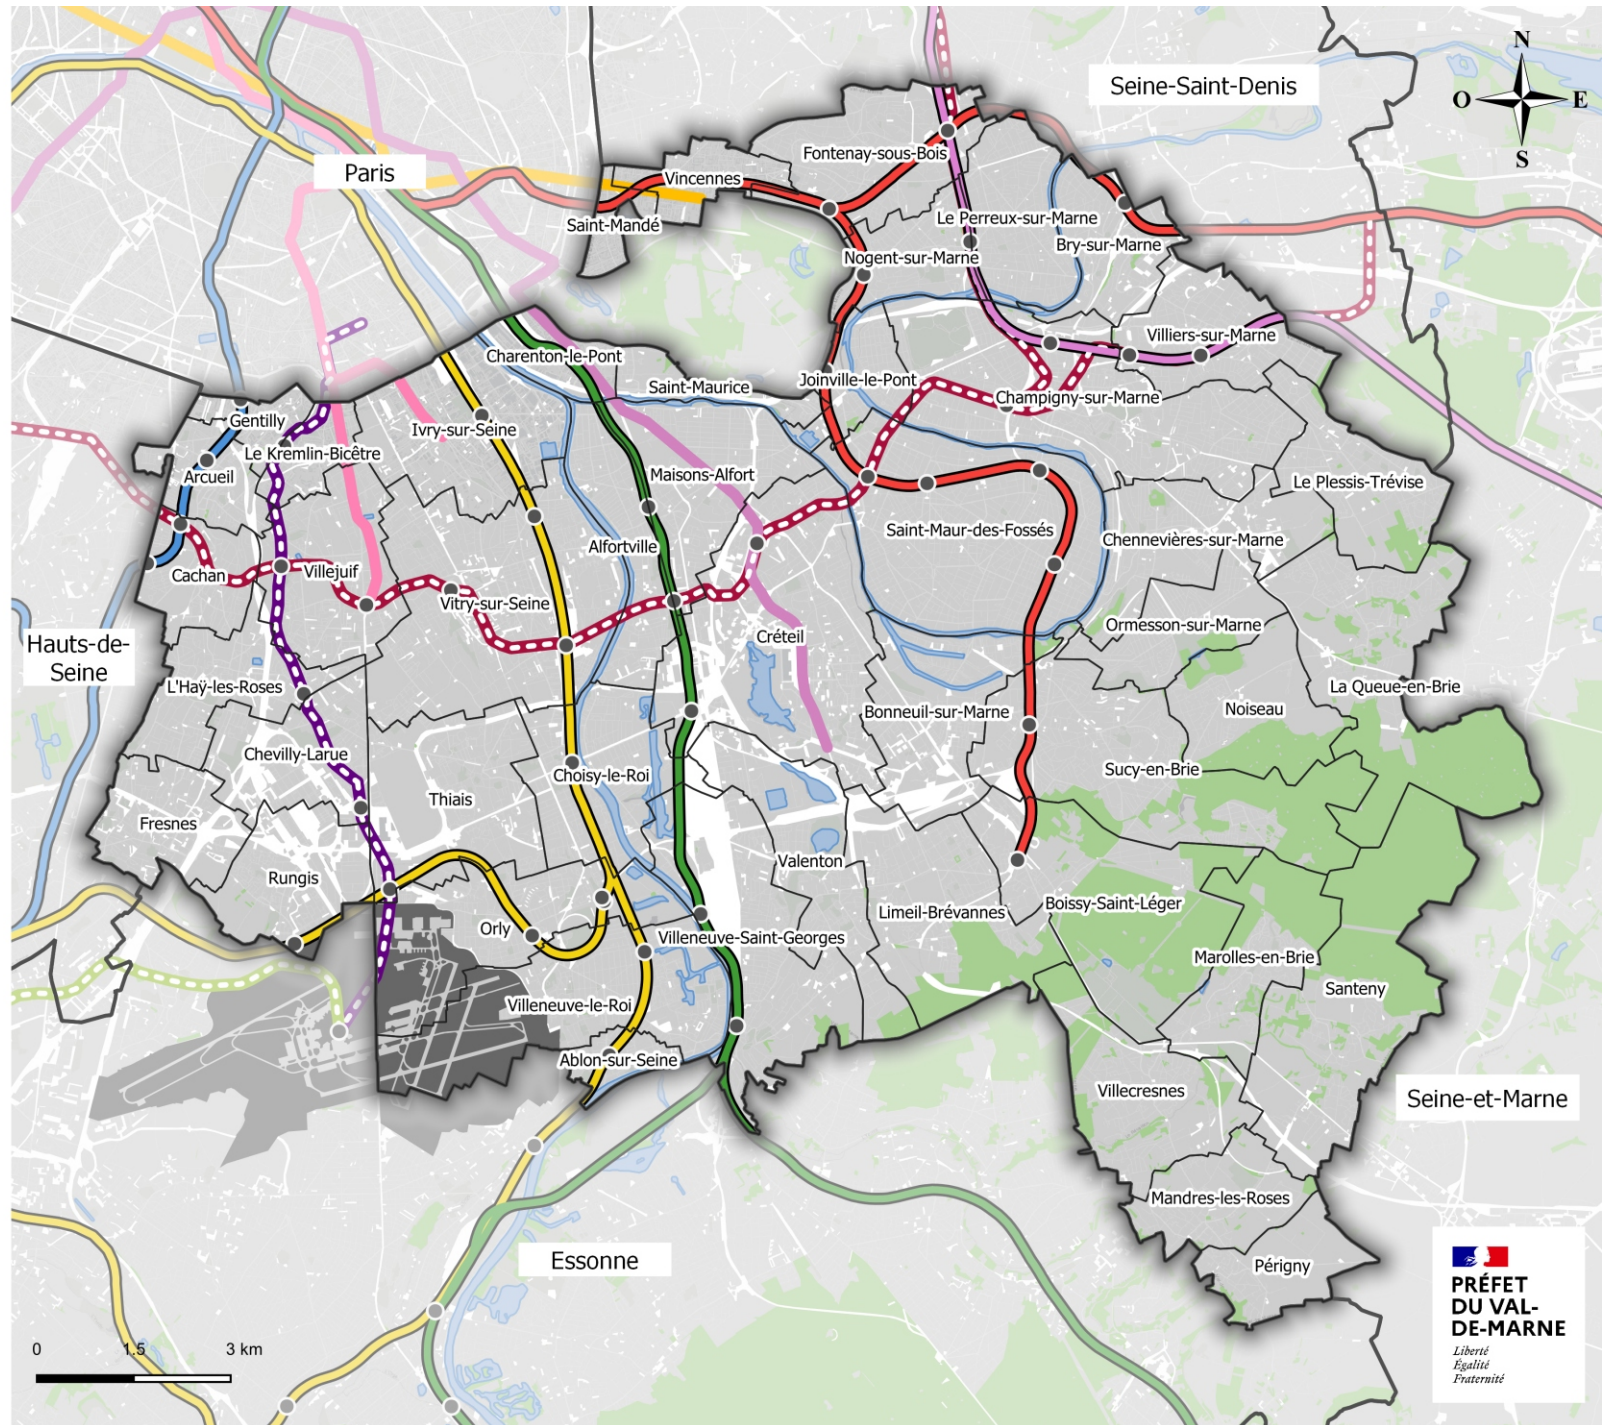 N
O
E
S
Seine-Saint-Denis
Paris
Fontenay-sous-Bois
Vincennes
Saint-Mandé
Le Perreux-sur-Marne
Bry-sur-Marne
Nogent-sur-Marne
Villiers-sur-Marne
Charenton-le-Pont
Saint-Maurice
Joinville-le-Pont
Champigny-sur-Marne
Gentilly
Ivry-sur-Seine
Le Kremlin-Bicêtre
Arcueil
Maisons-Alfort
Le Plessis-Trévise
Saint-Maur-des-Fossés
Chennevières-sur-Marne
Alfortville
Cachan
Villejuif
Vitry-sur-Seine
Ormesson-sur-Marne
Créteil
Hauts-de-
Seine
L'Haÿ-les-Roses
La Queue-en-Brie
Bonneuil-sur-Marne
Noiseau
Chevilly-Larue
Choisy-le-Roi
Sucy-en-Brie
Thiais
Fresnes
Valenton
Rungis
Limeil-Brévannes
Boissy-Saint-Léger
Orly
Villeneuve-Saint-Georges
Marolles-en-Brie
Santeny
Villeneuve-le-Roi
Ablon-sur-Seine
Villecresnes
Seine-et-Marne
Mandres-les-Roses
Essonne
Périgny
PRÉFET
DU VAL-
DE-MARNE
Liberté
Égalité
Fraternité
0 1.5 3 km